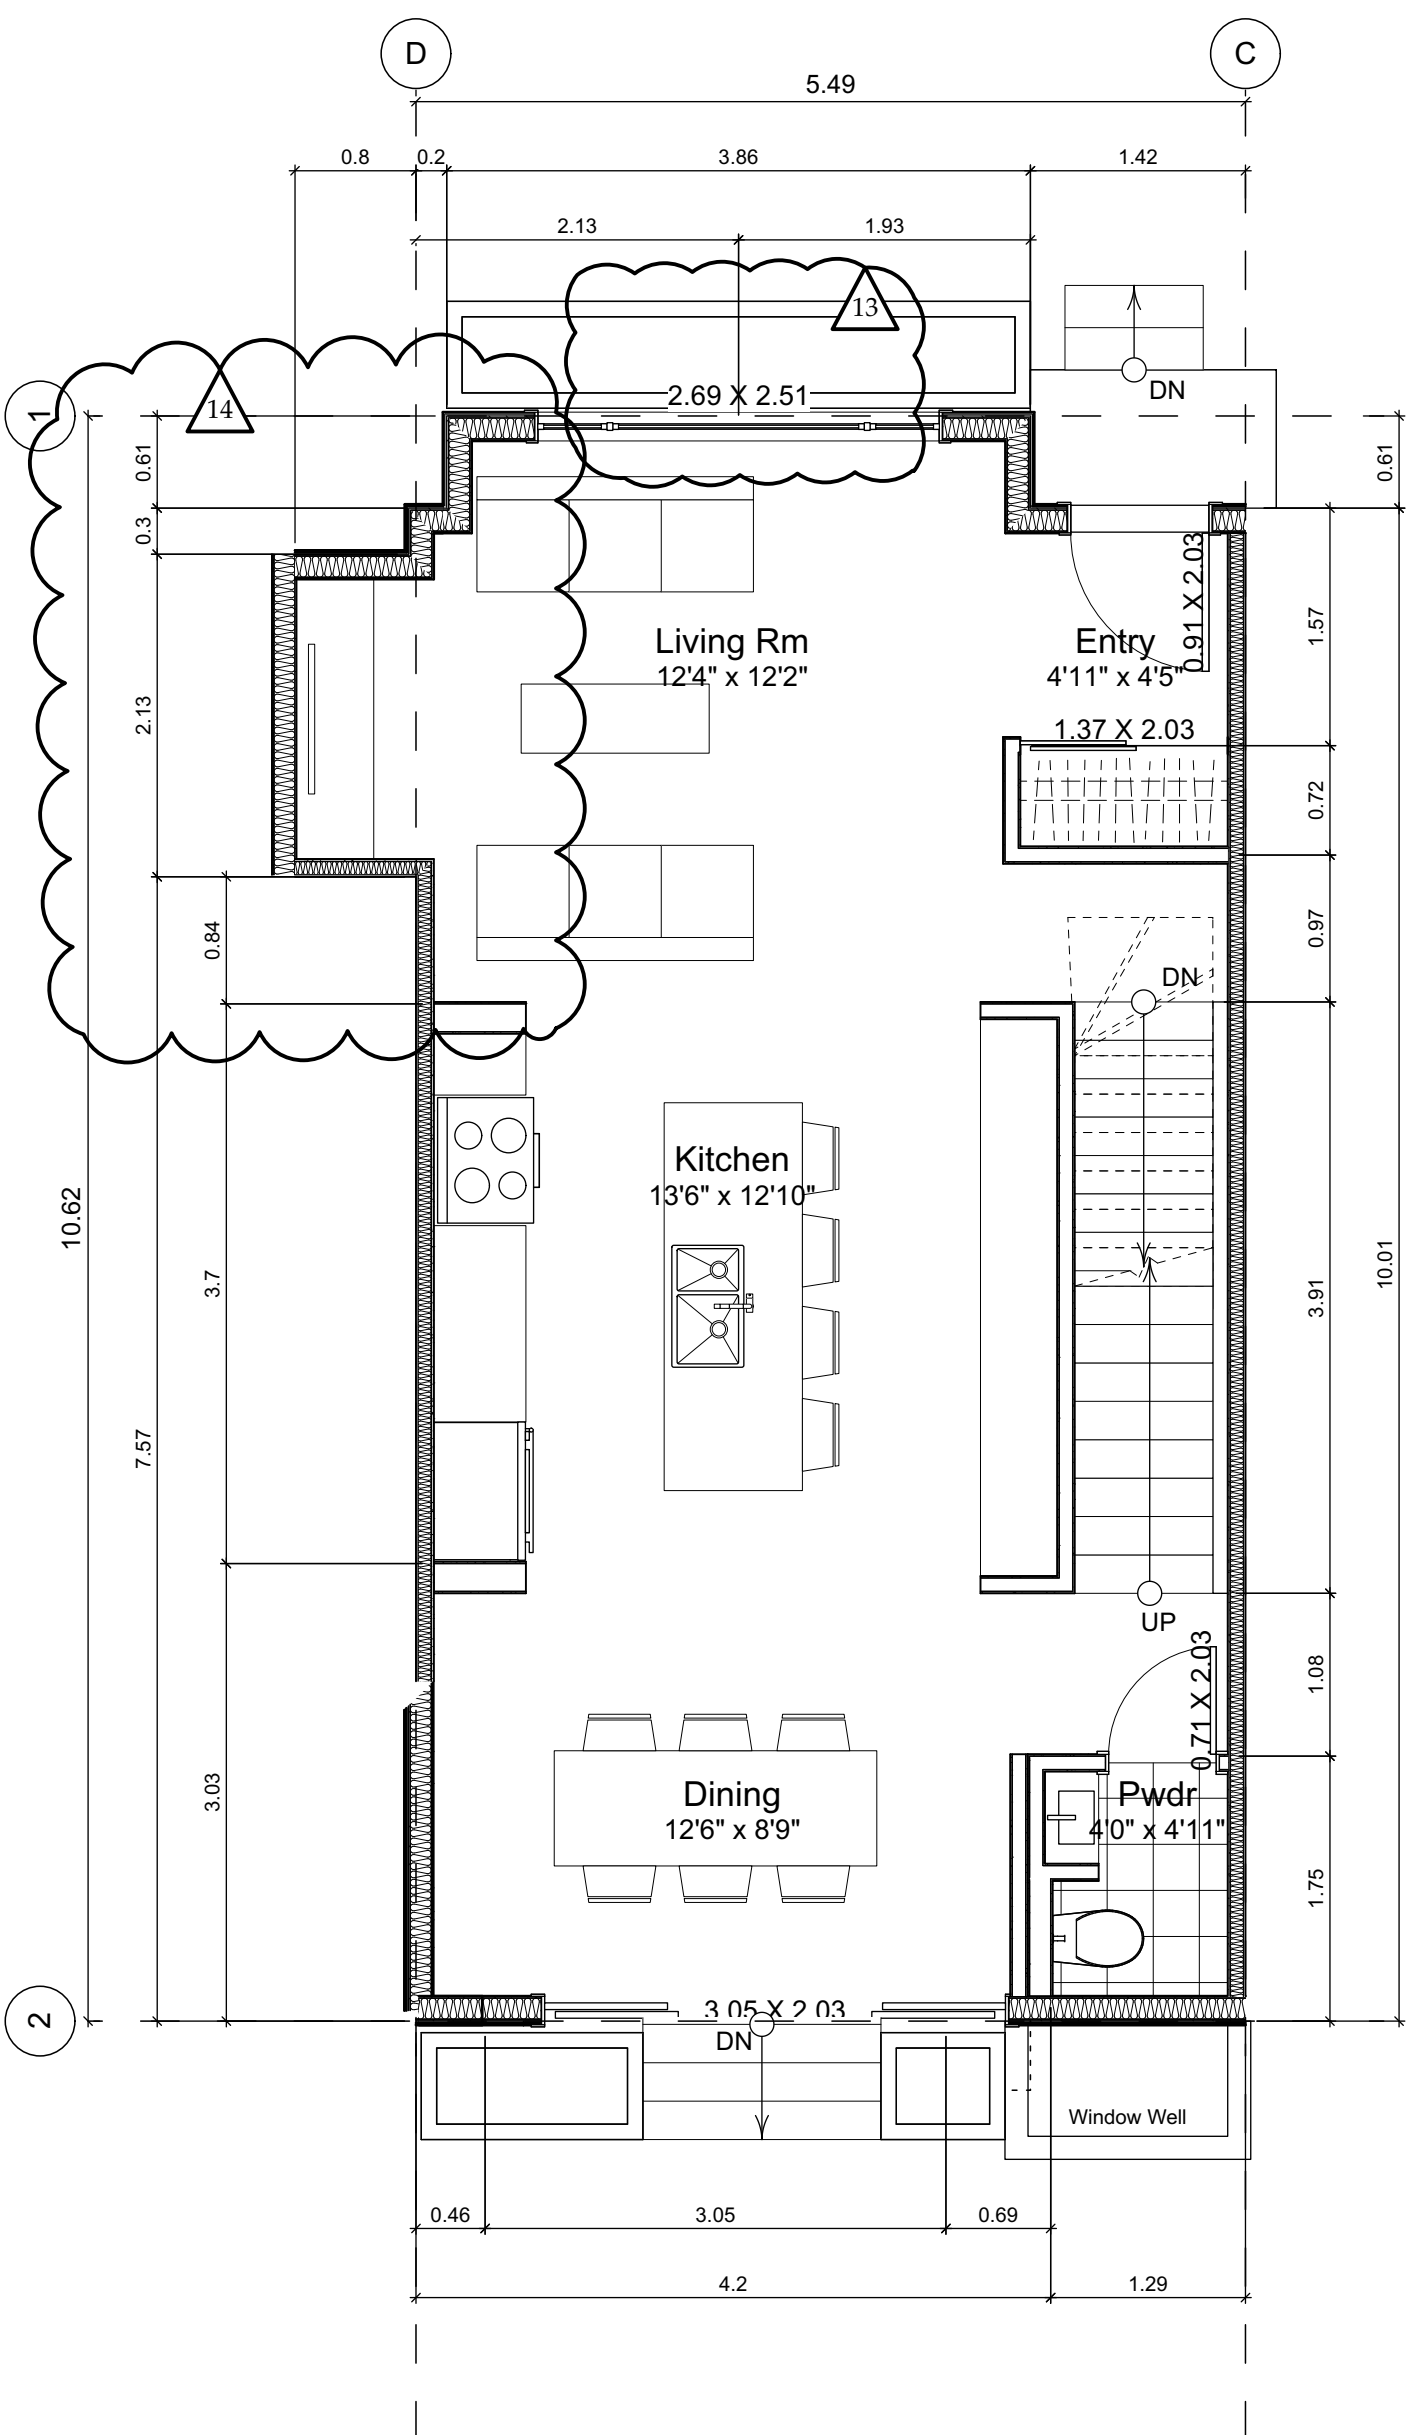 D
C
5.49
0.8
0.2
3.86
1.42
2.13
1.93
13
14
1
2.69 X 2.51
DN
0.61
0.61
0.3
2.13
0.91 X 2.03
1.57
Living Rm
12'4" x 12'2"
Entry
4'11" x 4'5"
1.37 X 2.03
0.72
0.84
0.97
DN
Kitchen
13'6" x 12'10"
10.62
3.7
3.91
10.01
7.57
UP
0.71 X 2.03
1.08
3.03
Dining
12'6" x 8'9"
Pwdr
4'0" x 4'11"
1.75
2
3.05 X 2.03
DN
Window Well
0.46
3.05
0.69
4.2
1.29